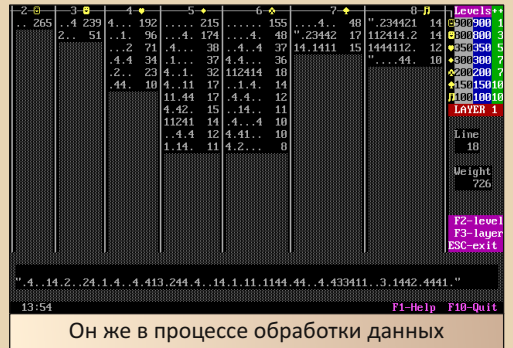 2 3 4 5 6 7 8 Levels++
.. 265 ..4 239 4... 192 .... 215 ... 155 ...4.. 48 ".234421 14 900 900 1
2.. 51 ..1. 96 ...4. 174 ....4. 48 ".23442 17 112414.2 14 800 800 3
...2 71 .4... 38 ..4..4 37 14.1411 15 1444112. 12 350 350 5
.4.4 34 .1... 37 4.4... 36 "....44. 10 300 300 7
.2.. 23 4..1. 32 112414 18 200 200 7
.44. 10 4..11 17 ..1.4. 14 150 150 10
11.44 17 .4.4.. 12 100 100 10
4.42. 15 ..14.. 11 LAYER 1
11241 14 .4...4 10
..4.4 12 4.41.. 10 Line
1.14. 11 4.2... 8 18
Weight
726
F2-level
F3-layer
ESC-exit
".4..14.2..24.1.4..4.413.244.4..14.1.11.1144.44..4.433411..3.1442.4441."
13:54 F1-Help F10-Quit
Он же в процессе обработки данных